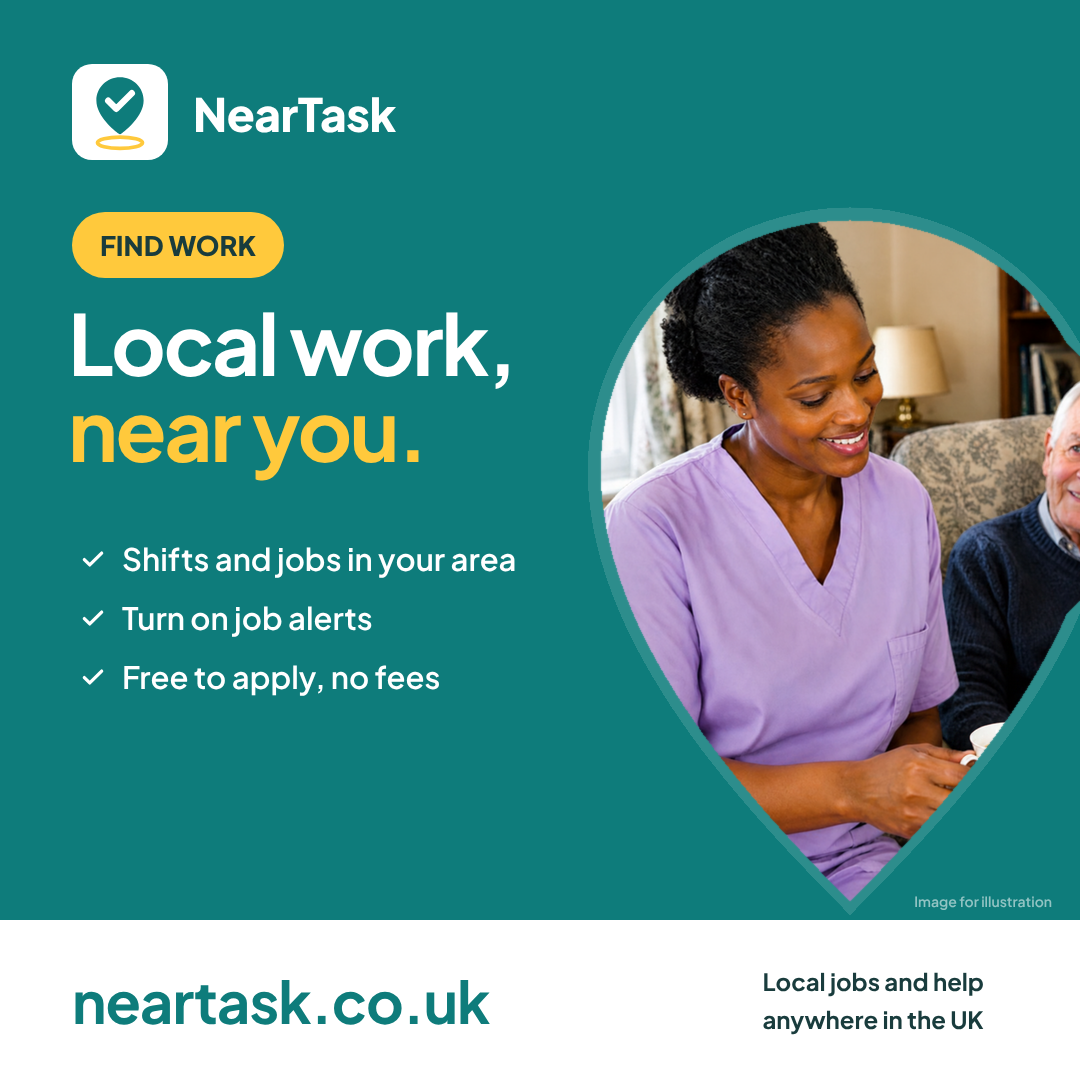 NearTask
FIND WORK
Local work,
near you.
Shifts and jobs in your area
Turn on job alerts
Free to apply, no fees
Image for illustration
neartask.co.uk
Local jobs and help
anywhere in the UK